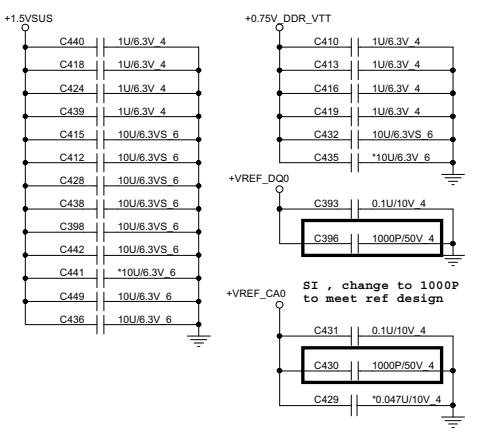 +1.5VSUS
C440 1U/6.3V_4
C418 1U/6.3V_4
C424 1U/6.3V_4
C439 1U/6.3V_4
C415 10U/6.3VS_6
C412 10U/6.3VS_6
C428 10U/6.3VS_6
C438 10U/6.3VS_6
C398 10U/6.3VS_6
C442 10U/6.3VS_6
C441 *10U/6.3V_6
C449 10U/6.3V_6
C436 10U/6.3V_6
+0.75V_DDR_VTT
C410 1U/6.3V_4
C413 1U/6.3V_4
C416 1U/6.3V_4
C419 1U/6.3V_4
C432 10U/6.3VS_6
C435 *10U/6.3V_6
+VREF_DQ0
C393 0.1U/10V_4
C396 1000P/50V_4
SI , change to 1000P
to meet ref design
+VREF_CA0
C431 0.1U/10V_4
C430 1000P/50V_4
C429 *0.047U/10V_4